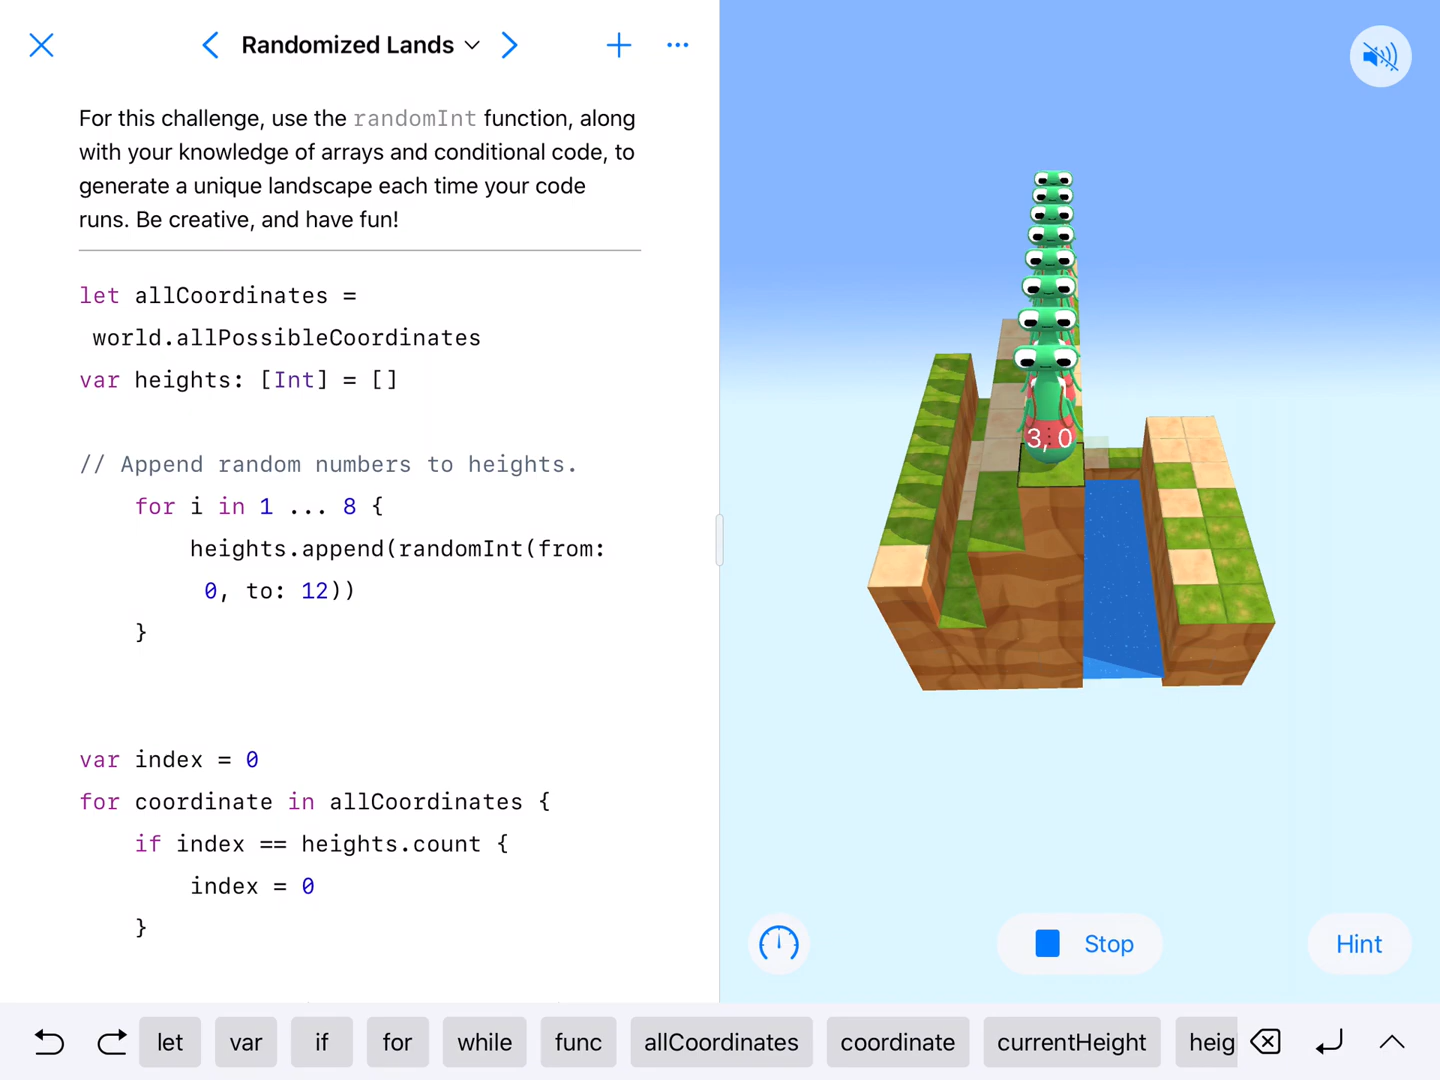 Randomized Lands
For this challenge, use the randomInt function, along
with your knowledge of arrays and conditional code, to
generate a unique landscape each time your code
runs. Be creative, and have fun!
let allCoordinates =
world.allPossibleCoordinates
var heights: [Int] = []
// Append random numbers to heights.
for i in 1 ... 8 {
heights.append(randomInt(from:
0, to: 12))
}
var index = 0
for coordinate in allCoordinates {
if index == heights.count {
index = 0
}
3, 0
Stop
Hint
let var if for while func allCoordinates coordinate currentHeight heig